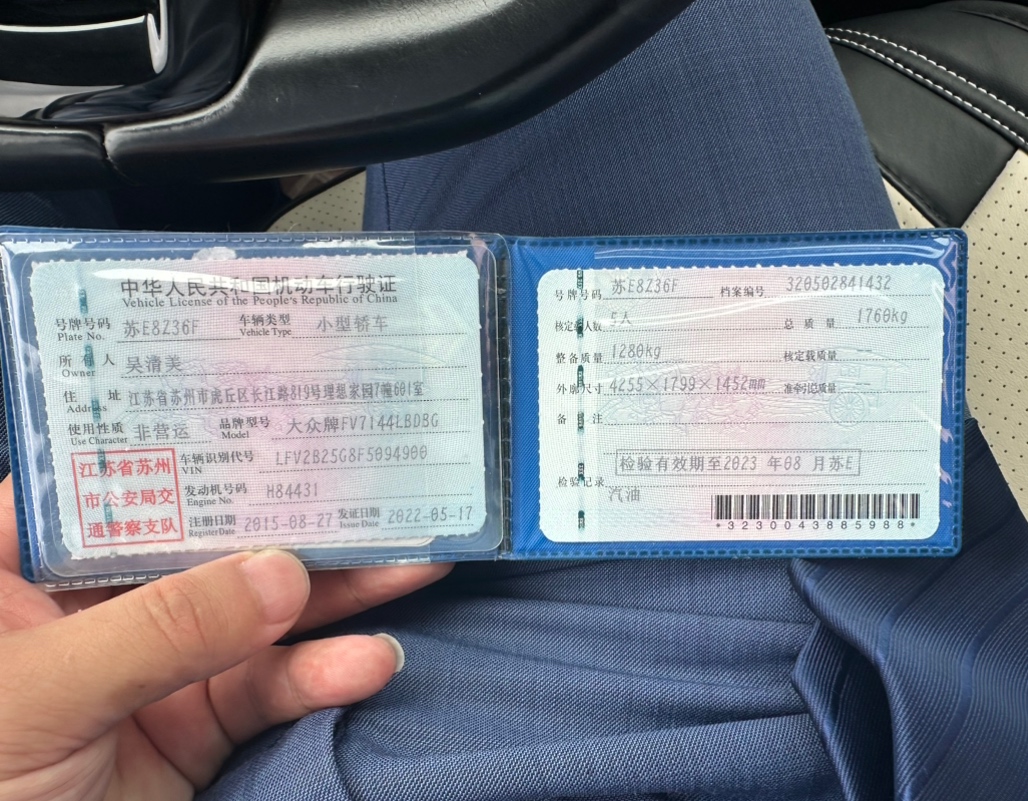 中华人民共和国机动车行驶证
Vehicle License of the People's Republic of China
号牌号码 苏E8Z36F 车辆类型 小型轿车
Plate No. Vehicle Type
所有人 吴清美
Owner
住址 江苏省苏州市虎丘区长江路819号理想家园7幢601室
使用性质 非营运 品牌型号 大众牌FV7144LBDBG
Use Character Model
江苏省苏州
市公安局交
通警察支队
车辆识别代号 LFV2B25G8F5094900
VIN
发动机号码 H84431
Engine No.
注册日期 2015-08-27 发证日期 2022-05-17
Register Date Issue Date
号牌号码 苏E8Z36F 档案编号 320502841432
核定载人数 5人 总质量 1760kg
整备质量 1280kg 核定载质量 --
外廓尺寸 4255×1799×1452mm 准牵引总质量 --
备注
检验有效期至2023 年08 月苏E
检验记录
汽油
*3230043885988*